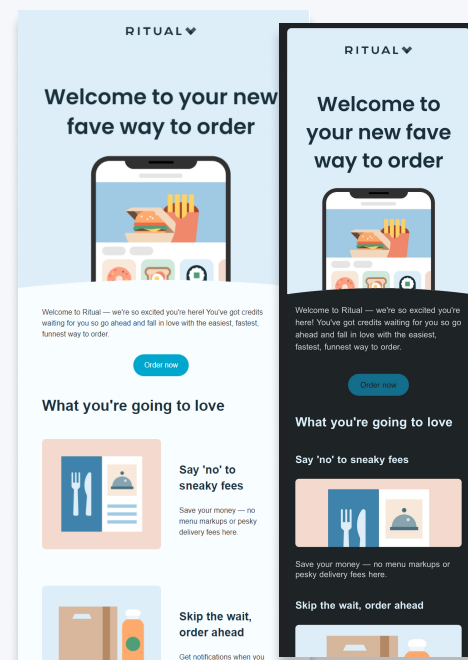 RITUAL
Welcome to your new
fave way to order
Welcome to Ritual — we're so excited you're here! You've got credits
waiting for you so go ahead and fall in love with the easiest, fastest,
funnest way to order.
Order now
What you're going to love
Say 'no' to
sneaky fees
Save your money — no
menu markups or pesky
delivery fees here.
Skip the wait,
order ahead
Get notifications when you
RITUAL
Welcome to
your new fave
way to order
Welcome to Ritual — we're so excited you're
here! You've got credits waiting for you so go
ahead and fall in love with the easiest,
fastest, funnest way to order.
Order now
What you're going to love
Say 'no' to sneaky fees
Save your money — no menu markups or
pesky delivery fees here.
Skip the wait, order ahead